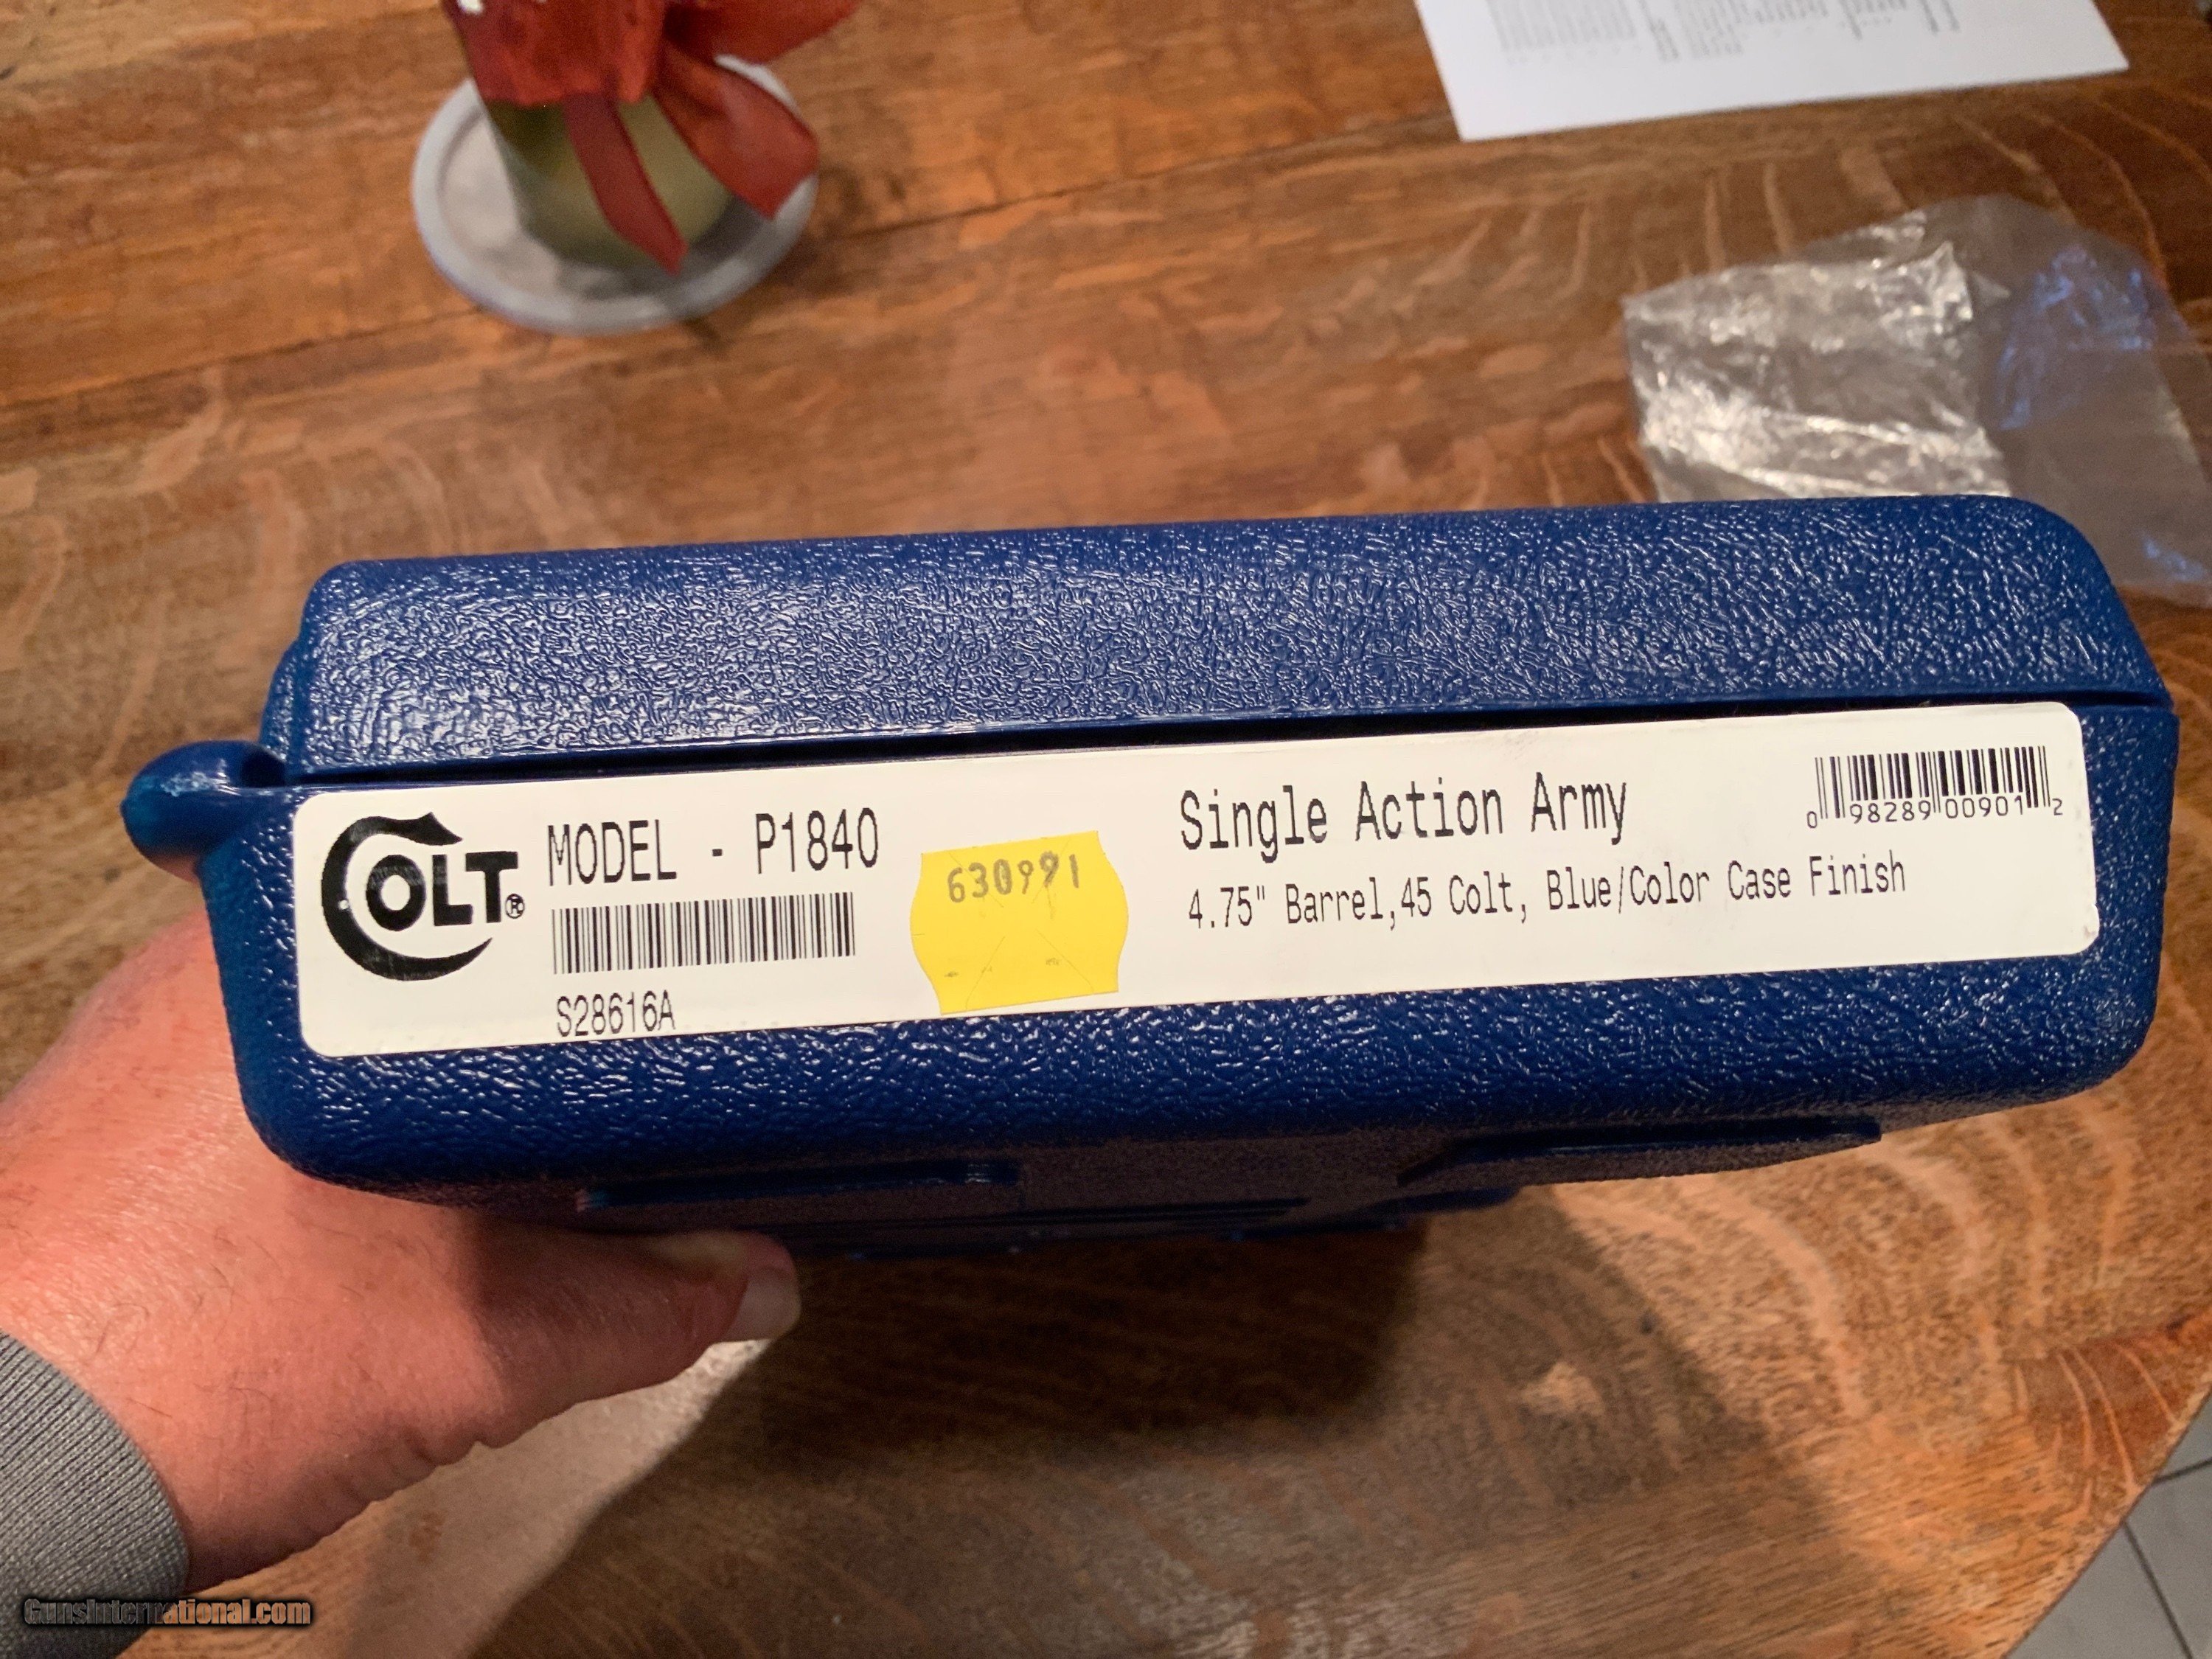 COLT®
MODEL - P1840
S28616A
630991
Single Action Army
4.75" Barrel,45 Colt, Blue/Color Case Finish
0 98289 00901 2
GunsInternational.com